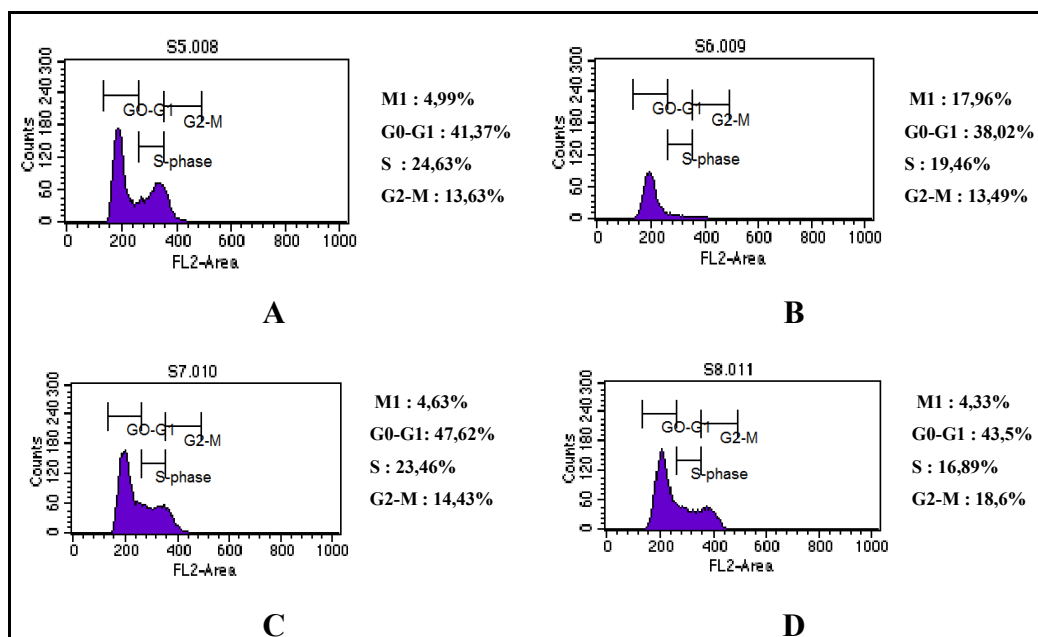 S5.008
Counts
300
240
180
120
60
0
G0-G1
G2-M
S-phase
0 200 400 600 800 1000
FL2-Area
M1 : 4,99%
G0-G1 : 41,37%
S : 24,63%
G2-M : 13,63%
A
S6.009
Counts
300
240
180
120
60
0
G0-G1
G2-M
S-phase
0 200 400 600 800 1000
FL2-Area
M1 : 17,96%
G0-G1 : 38,02%
S : 19,46%
G2-M : 13,49%
B
S7.010
Counts
300
240
180
120
60
0
G0-G1
G2-M
S-phase
0 200 400 600 800 1000
FL2-Area
M1 : 4,63%
G0-G1: 47,62%
S : 23,46%
G2-M : 14,43%
C
S8.011
Counts
300
240
180
120
60
0
G0-G1
G2-M
S-phase
0 200 400 600 800 1000
FL2-Area
M1 : 4,33%
G0-G1 : 43,5%
S : 16,89%
G2-M : 18,6%
D